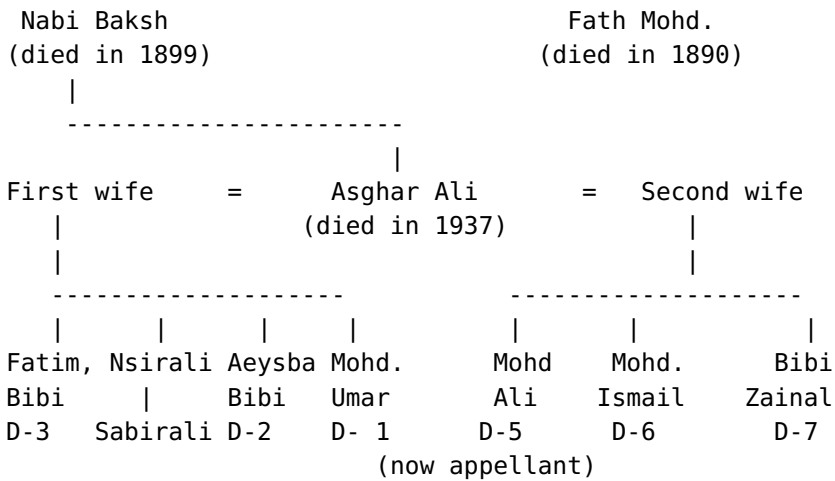 Nabi Baksh Fath Mohd.
(died in 1899) (died in 1890)
|
-----------------------
|
First wife = Asghar Ali = Second wife
| (died in 1937) |
| |
-------------------- --------------------
| | | | | | |
Fatim, Nsirali Aeysba Mohd. Mohd Mohd. Bibi
Bibi | Bibi Umar Ali Ismail Zainal
D-3 Sabirali D-2 D- 1 D-5 D-6 D-7
(now appellant)